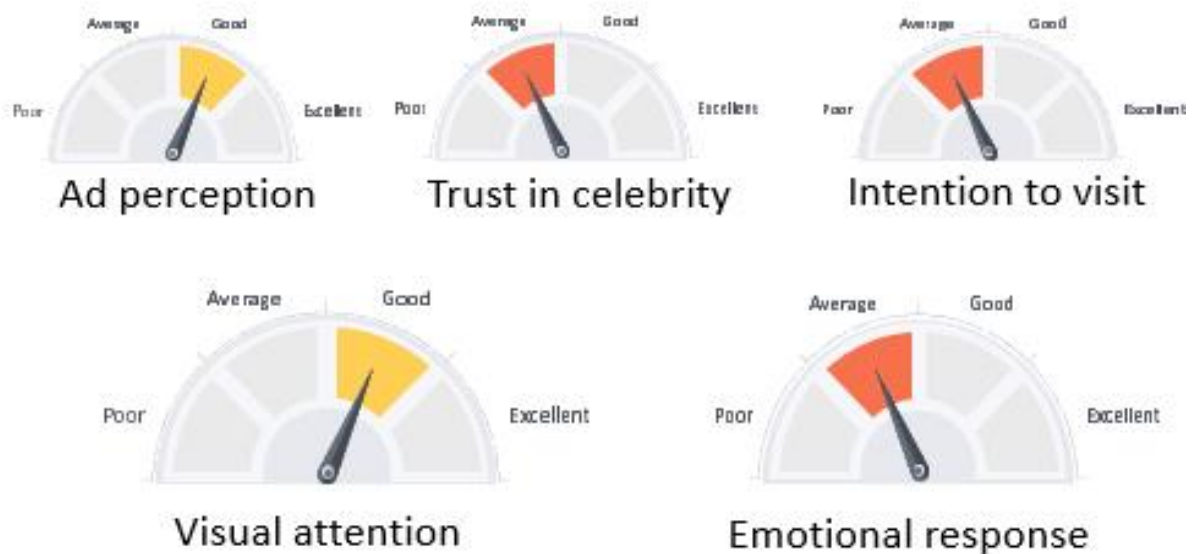 Average Good
Poor Excellent
Ad perception
Average Good
Poor Excellent
Trust in celebrity
Average Good
Poor Excellent
Intention to visit
Average Good
Poor Excellent
Visual attention
Average Good
Poor Excellent
Emotional response